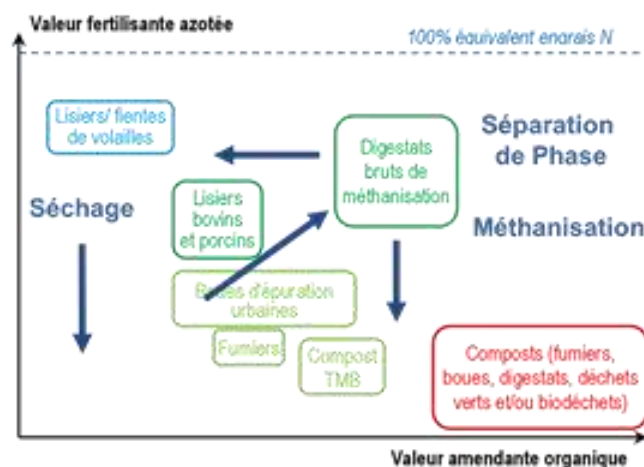 Valeur fertilisante azotée
100% équivalent engrais N
Lisiers/ fientes
de volailles
Digestats
bruts de
méthanisation
Séparation
de Phase
Séchage
Lisiers
bovins
et porcins
Méthanisation
Boues d'épuration
urbaines
Fumiers
Compost
TMB
Composts (fumiers,
boues, digestats, déchets
verts et/ou biodéchets)
Valeur amendante organique